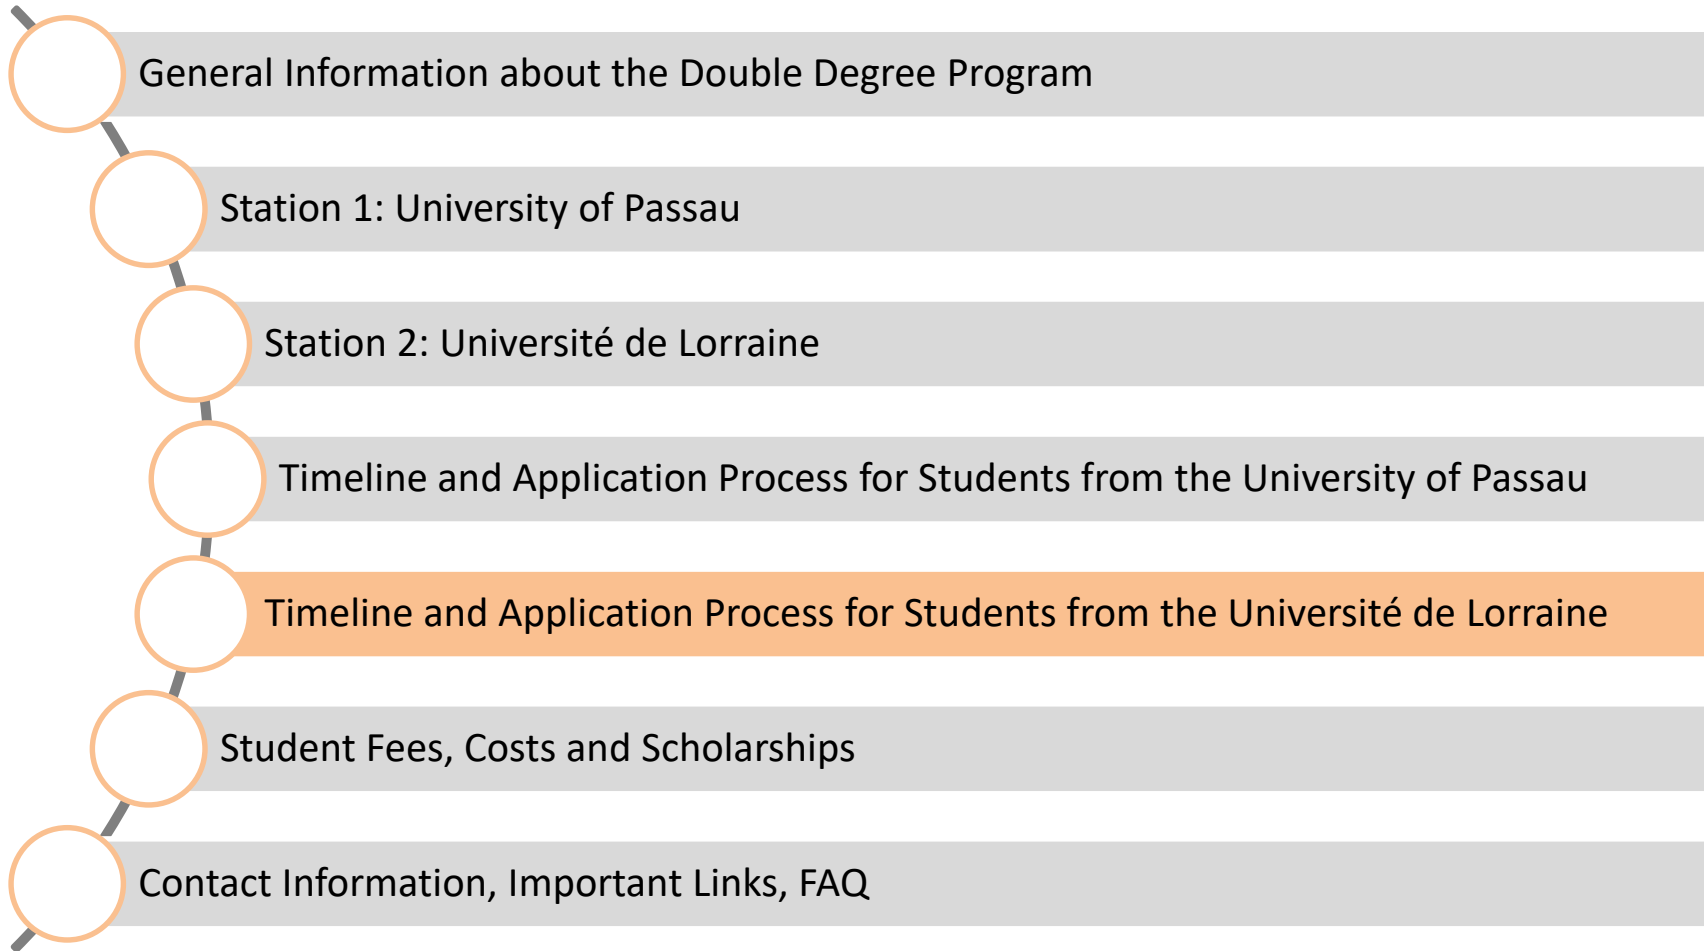 General Information about the Double Degree Program
Station 1: University of Passau
Station 2: Université de Lorraine
Timeline and Application Process for Students from the University of Passau
Timeline and Application Process for Students from the Université de Lorraine
Student Fees, Costs and Scholarships
Contact Information, Important Links, FAQ